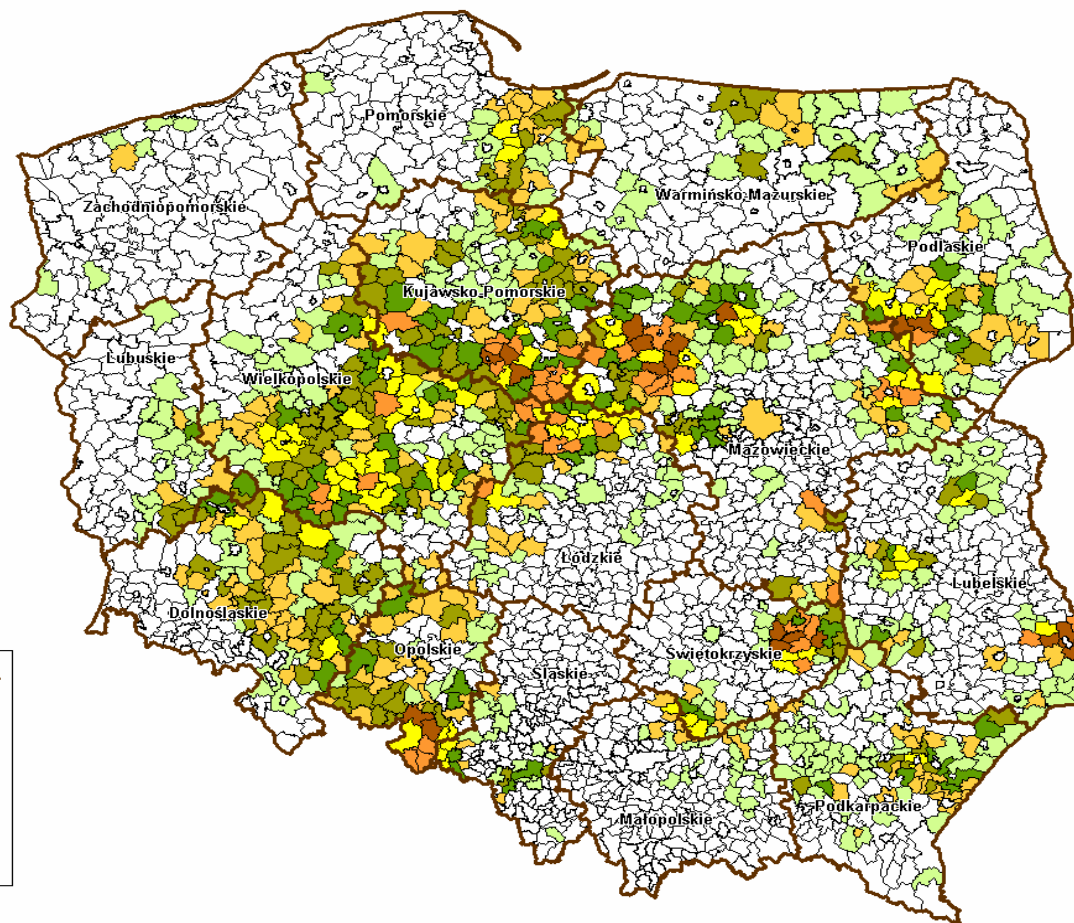 Pomorskie
Zachodniopomorskie
Warmińsko-Mazurskie
Podlaskie
Kujawsko-Pomorskie
Lubuskie
Wielkopolskie
Mazowieckie
Łódzkie
Lubelskie
Dolnośląskie
Opolskie
Świętokrzyskie
Śląskie
Podkarpackie
Małopolskie